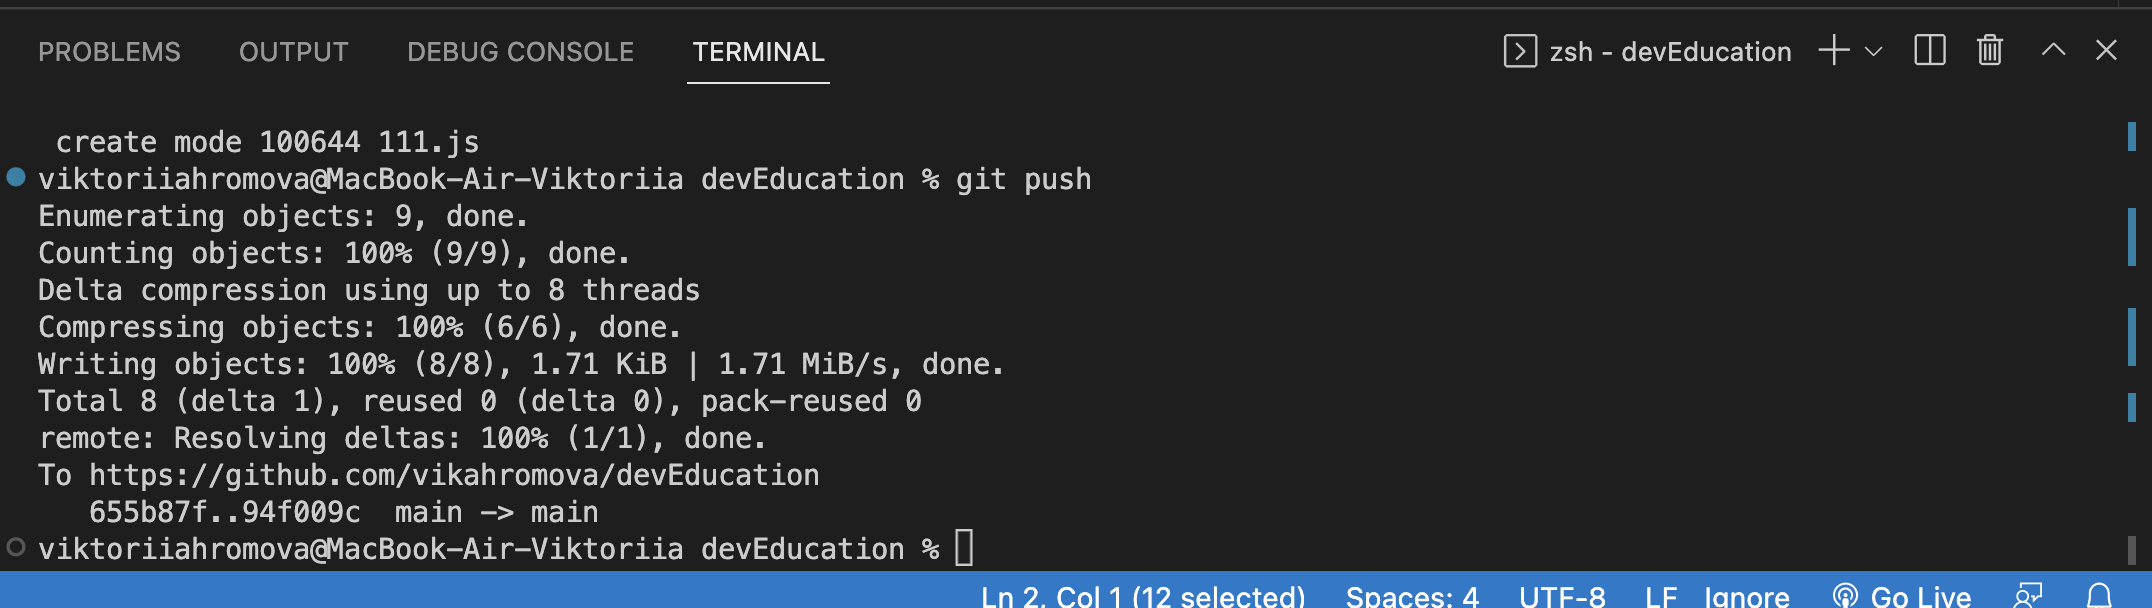 PROBLEMS OUTPUT DEBUG CONSOLE TERMINAL zsh - devEducation
create mode 100644 111.js
viktoriiahromova@MacBook-Air-Viktoriia devEducation % git push
Enumerating objects: 9, done.
Counting objects: 100% (9/9), done.
Delta compression using up to 8 threads
Compressing objects: 100% (6/6), done.
Writing objects: 100% (8/8), 1.71 KiB | 1.71 MiB/s, done.
Total 8 (delta 1), reused 0 (delta 0), pack-reused 0
remote: Resolving deltas: 100% (1/1), done.
To https://github.com/vikahromova/devEducation
655b87f..94f009c  main -> main
viktoriiahromova@MacBook-Air-Viktoriia devEducation %
Ln 2, Col 1 (12 selected) Spaces: 4 UTF-8 LF Ignore Go Live